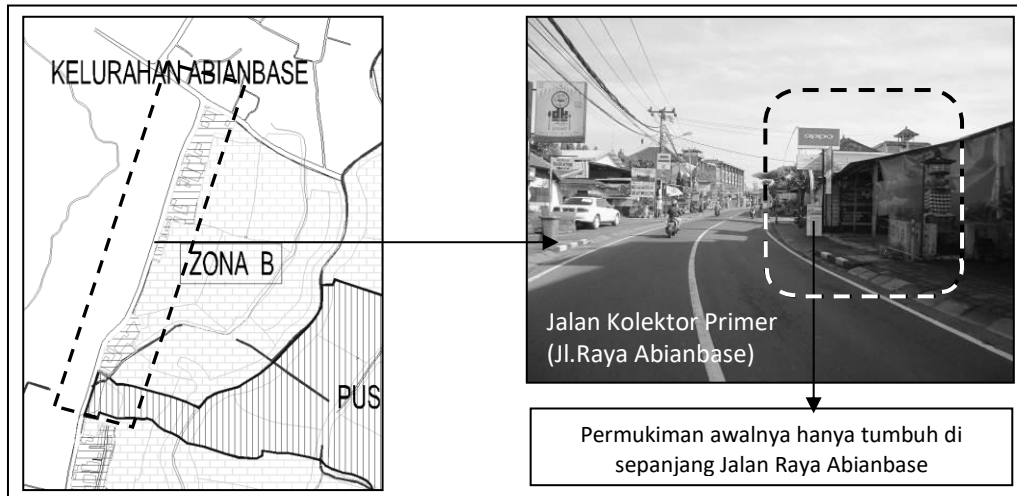 KELURAHAN ABIANBASE
ZONA B
PUS
oppo
Jalan Kolektor Primer
(Jl.Raya Abianbase)
Permukiman awalnya hanya tumbuh di
sepanjang Jalan Raya Abianbase